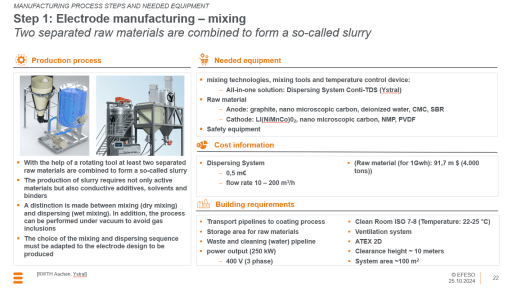 MANUFACTURING PROCESS STEPS AND NEEDED EQUIPMENT
Step 1: Electrode manufacturing – mixing
Two separated raw materials are combined to form a so-called slurry
Production process
▪ With the help of a rotating tool at least two separated
raw materials are combined to form a so-called slurry
▪ The production of slurry requires not only active
materials but also conductive additives, solvents and
binders
▪ A distinction is made between mixing (dry mixing)
and dispersing (wet mixing). In addition, the process
can be performed under vacuum to avoid gas
inclusions
▪ The choice of the mixing and dispersing sequence
must be adapted to the electrode design to be
produced
Needed equipment
▪ mixing technologies, mixing tools and temperature control device:
– All-in-one solution: Dispersing System Conti-TDS (Ystral)
▪ Raw material
– Anode: graphite, nano microscopic carbon, deionized water, CMC, SBR
– Cathode: Li(NiMnCo)0₂, nano microscopic carbon, NMP, PVDF
▪ Safety equipment
Cost information
▪ Dispersing System
– 0,5 m€
– flow rate 10 – 200 m³/h
▪ (Raw material (for 1Gwh): 91,7 m $ (4.000
tons))
Building requirements
▪ Transport pipelines to coating process
▪ Storage area for raw materials
▪ Waste and cleaning (water) pipeline
▪ power output (250 kW)
– 400 V (3 phase)
▪ Clean Room ISO 7-8 (Temperature: 22-25 °C)
▪ Ventilation system
▪ ATEX 2D
▪ Clearance height ~ 10 meters
▪ System area ~100 m²
[RWTH Aachen, Ystral]
© EFESO
25.10.2024
22